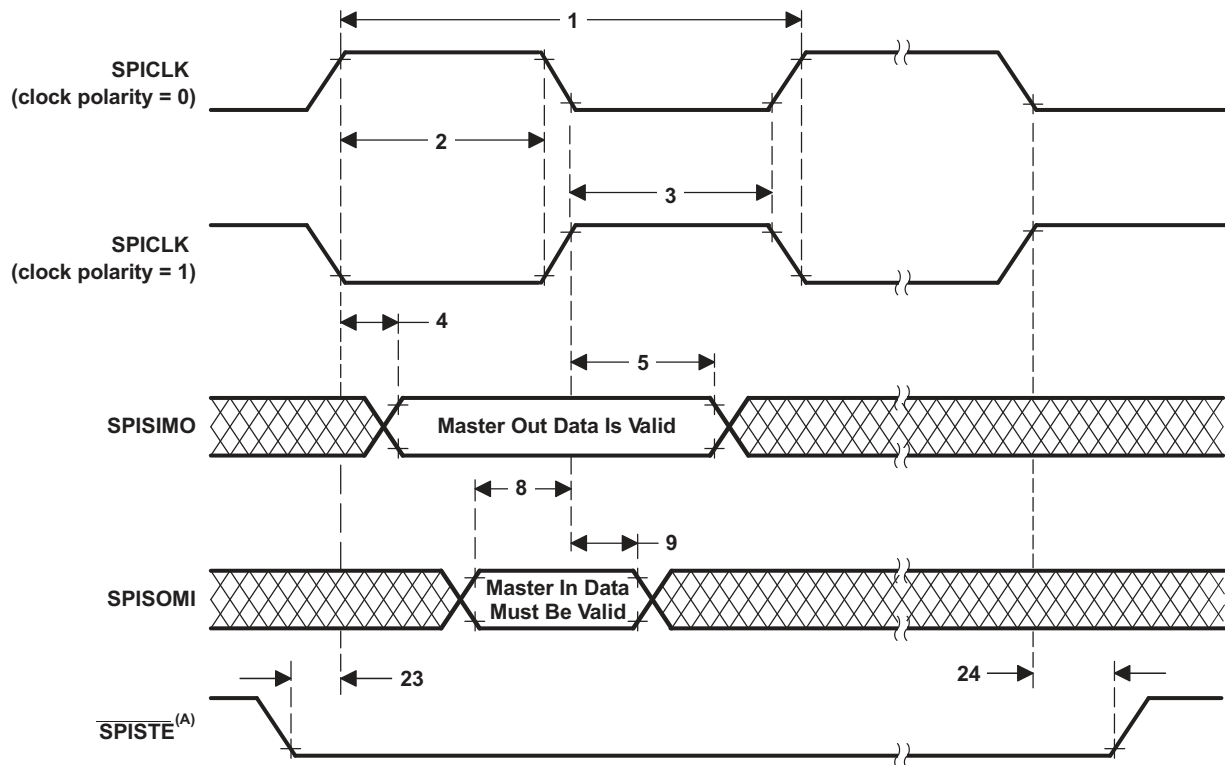 1
SPICLK
(clock polarity = 0)
2
3
SPICLK
(clock polarity = 1)
4
5
SPISIMO
Master Out Data Is Valid
8
9
SPISOMI
Master In Data
Must Be Valid
23
24
SPISTE(A)